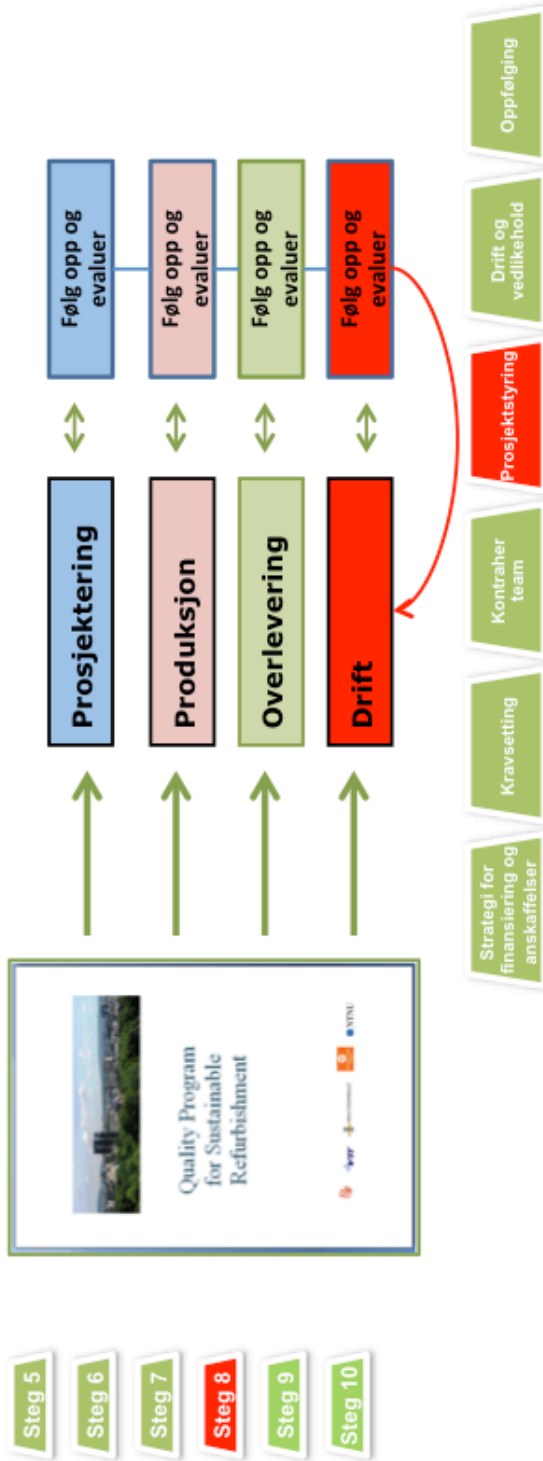 Steg 5
Steg 6
Steg 7
Steg 8
Steg 9
Steg 10
Quality Program
for Sustainable
Refurbishment
NTNU
Prosjektering
Produksjon
Overlevering
Drift
Følg opp og
evaluer
Følg opp og
evaluer
Følg opp og
evaluer
Følg opp og
evaluer
Strategi for
finansiering og
anskaffelser
Kravsetting
Kontraher
team
Prosjektstyring
Drift og
vedlikehold
Oppfølging